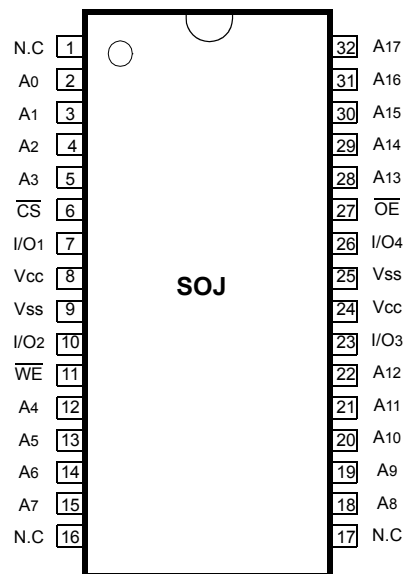 N.C 1 32 A17
A0 2 31 A16
A1 3 30 A15
A2 4 29 A14
A3 5 28 A13
C̅S̅ 6 27 O̅E̅
I/O1 7 26 I/O4
Vcc 8 25 Vss
SOJ
Vss 9 24 Vcc
I/O2 10 23 I/O3
W̅E̅ 11 22 A12
A4 12 21 A11
A5 13 20 A10
A6 14 19 A9
A7 15 18 A8
N.C 16 17 N.C